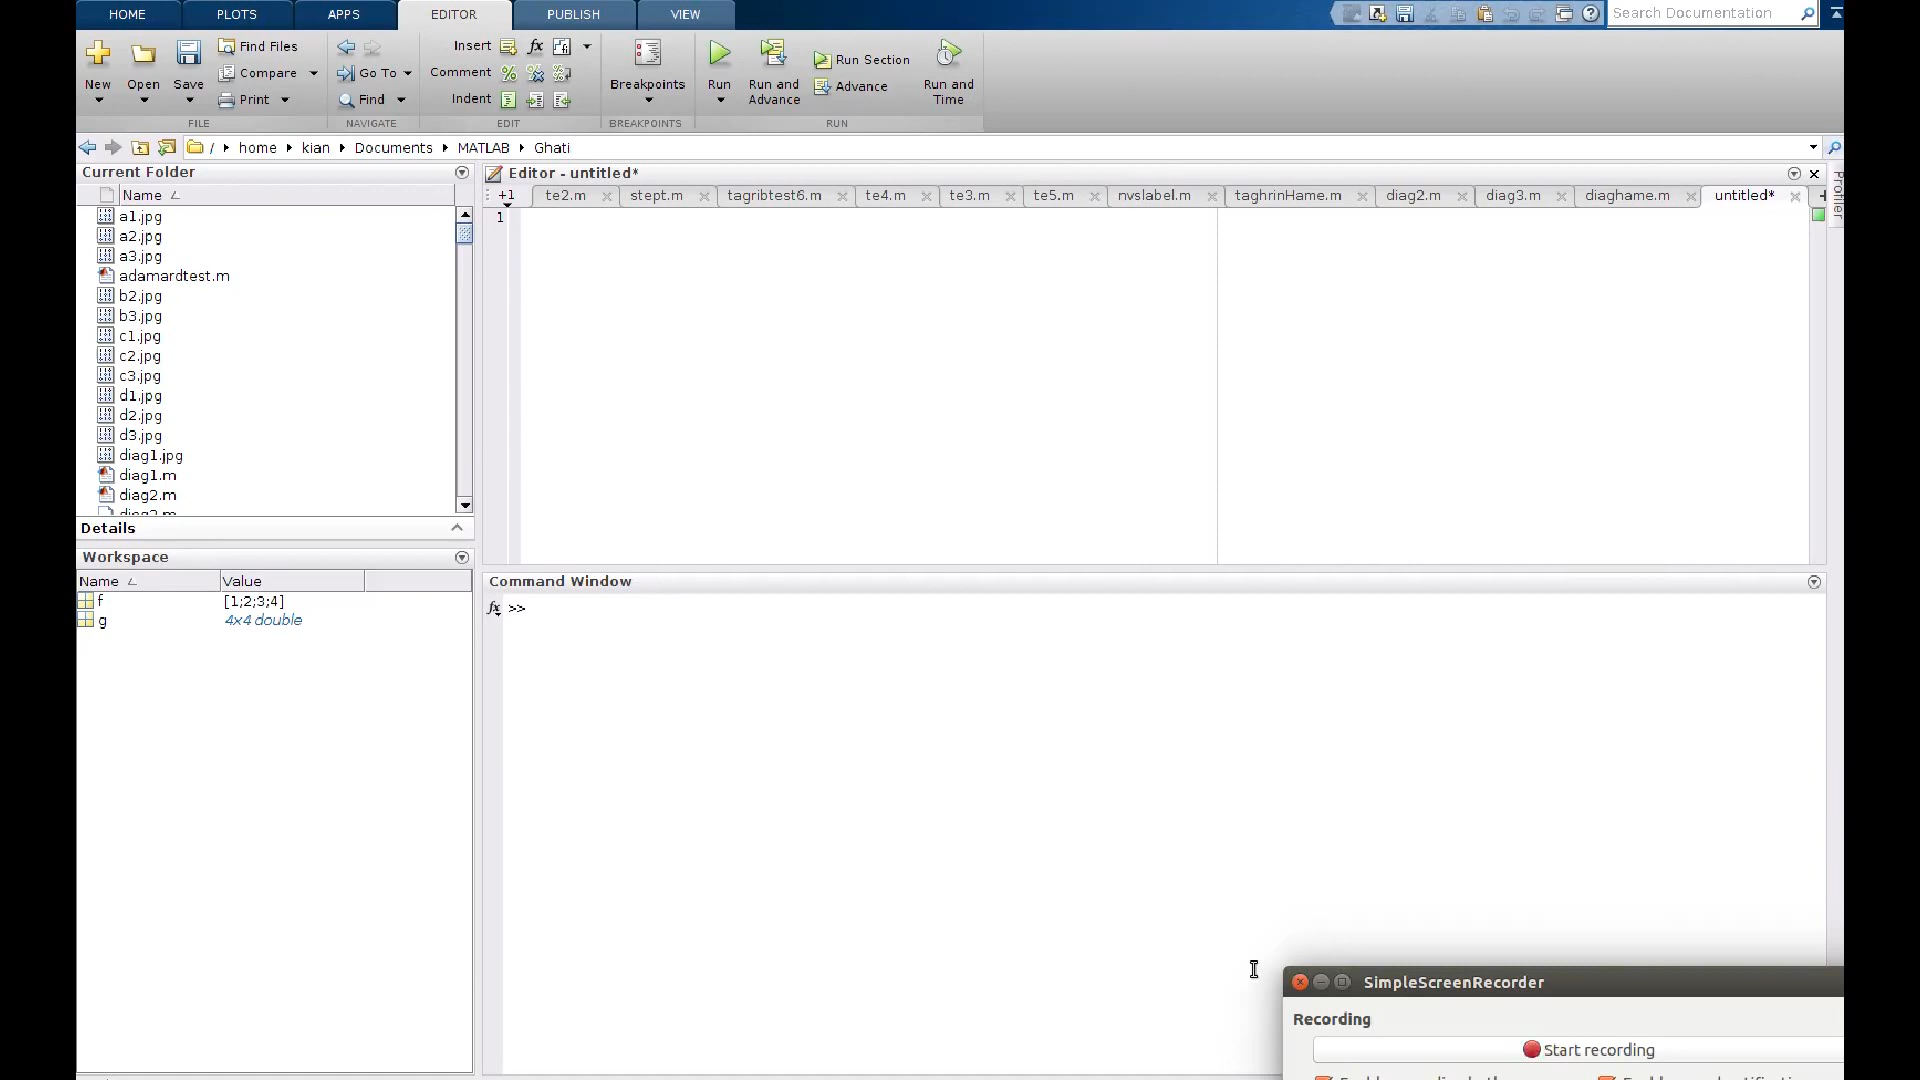 HOME PLOTS APPS EDITOR PUBLISH VIEW Search Documentation
New Open Save Find Files Compare Print
FILE
Go To Find
NAVIGATE
Insert fx
Comment
Indent
EDIT
Breakpoints
BREAKPOINTS
Run Run and Advance Run Section Advance Run and Time
RUN
/ home kian Documents MATLAB Ghati
Current Folder
Name
a1.jpg
a2.jpg
a3.jpg
adamardtest.m
b2.jpg
b3.jpg
c1.jpg
c2.jpg
c3.jpg
d1.jpg
d2.jpg
d3.jpg
diag1.jpg
diag1.m
diag2.m
Details
Workspace
Name Value
f [1;2;3;4]
g 4x4 double
Editor - untitled*
+1 te2.m stept.m tagribtest6.m te4.m te3.m te5.m nvslabel.m taghrinHame.m diag2.m diag3.m diaghame.m untitled*
1
Profiler
Command Window
fx >>
SimpleScreenRecorder
Recording
Start recording